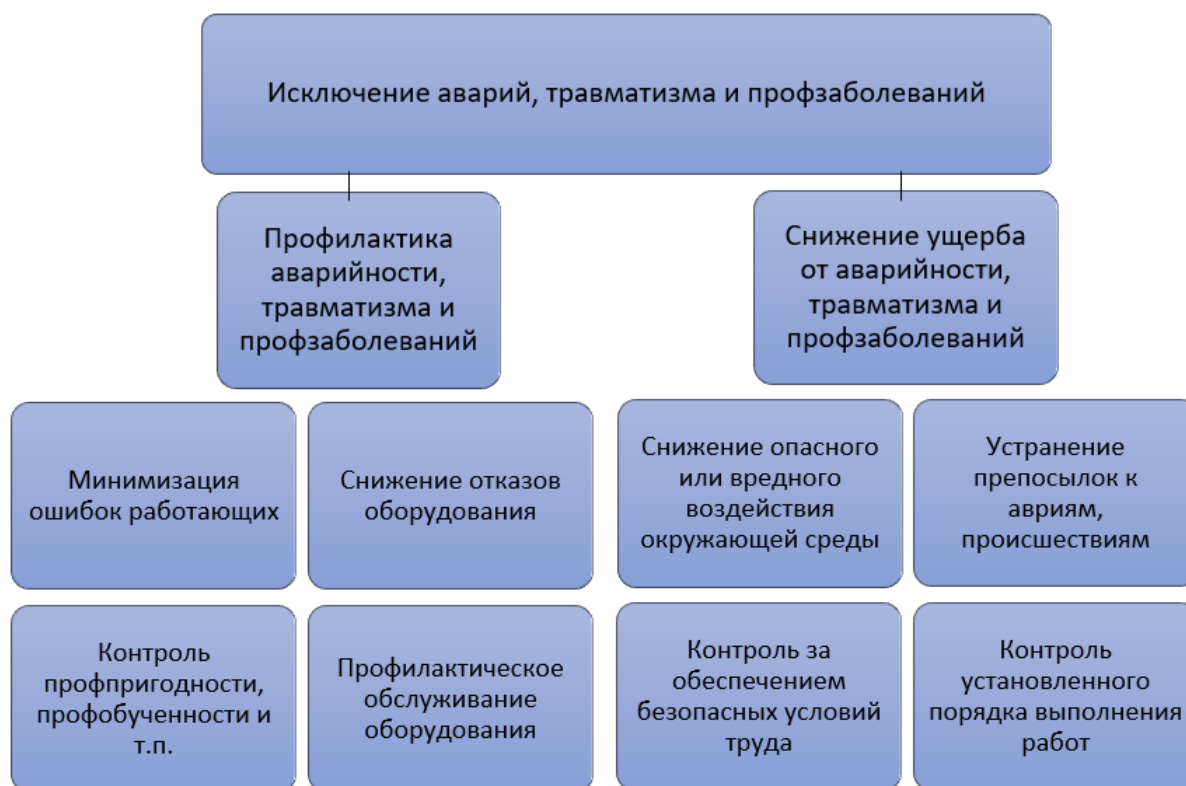 Исключение аварий, травматизма и профзаболеваний
Профилактика
аварийности,
травматизма и
профзаболеваний
Снижение ущерба
от аварийности,
травматизма и
профзаболеваний
Минимизация
ошибок работающих
Снижение отказов
оборудования
Снижение опасного
или вредного
воздействия
окружающей среды
Устранение
препосылок к
авриям,
происшествиям
Контроль
профпригодности,
профобученности и
т.п.
Профилактическое
обслуживание
оборудования
Контроль за
обеспечением
безопасных условий
труда
Контроль
установленного
порядка выполнения
работ